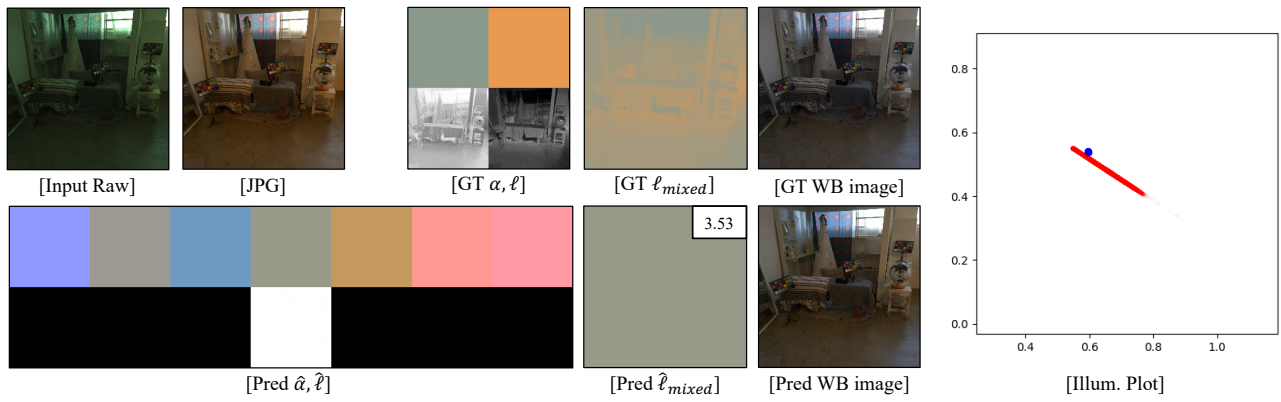 [Input Raw]
[JPG]
[GT α, ℓ]
[GT ℓ_mixed]
[GT WB image]
3.53
[Pred α̂, ℓ̂]
[Pred ℓ̂_mixed]
[Pred WB image]
0.8
0.6
0.4
0.2
0.0
0.4 0.6 0.8 1.0
[Illum. Plot]